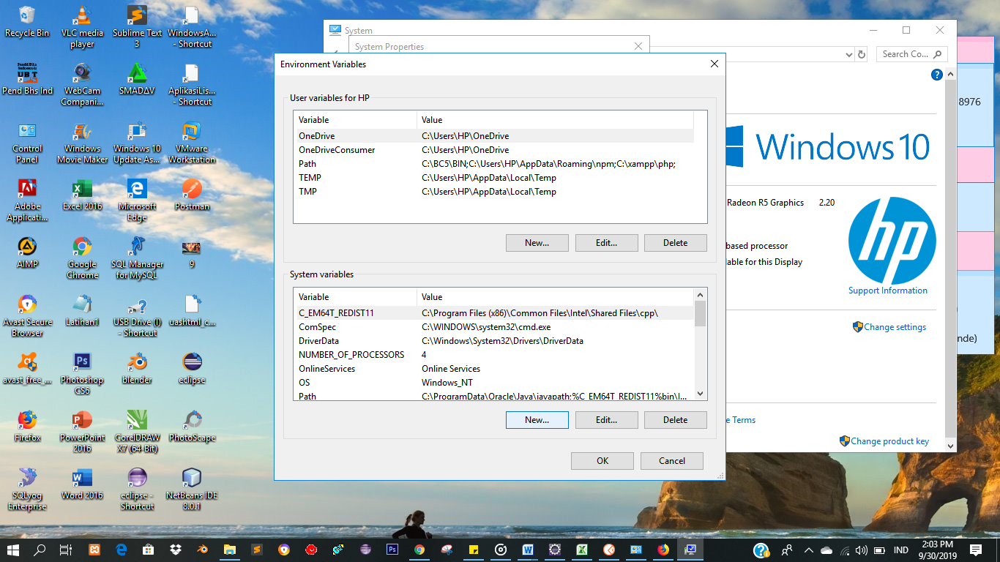 Recycle Bin
VLC media player
Sublime Text 3
WindowsA... - Shortcut
Pend Bhs Ind
WebCam Compani...
SMADAV
AplikasiLis... - Shortcut
Control Panel
Windows Movie Maker
Windows 10 Update As...
VMware Workstation
Adobe Applicati...
Excel 2016
Microsoft Edge
Postman
AIMP
Google Chrome
SQL Manager for MySQL
9
Avast Secure Browser
Latihan1
USB Drive (I) - Shortcut
uashtml_c...
avast_free_...
Photoshop CS6
blender
eclipse
Firefox
PowerPoint 2016
CorelDRAW X7 (64-Bit)
PhotoScape
SQLyog Enterprise
Word 2016
eclipse - Shortcut
NetBeans IDE 8.0.1
System
System Properties
Search Co...
Environment Variables
User variables for HP
Variable Value
OneDrive C:\Users\HP\OneDrive
OneDriveConsumer C:\Users\HP\OneDrive
Path C:\BC5\BIN;C:\Users\HP\AppData\Roaming\npm;C:\xampp\php;
TEMP C:\Users\HP\AppData\Local\Temp
TMP C:\Users\HP\AppData\Local\Temp
New... Edit... Delete
System variables
Variable Value
C_EM64T_REDIST11 C:\Program Files (x86)\Common Files\Intel\Shared Files\cpp\
ComSpec C:\WINDOWS\system32\cmd.exe
DriverData C:\Windows\System32\Drivers\DriverData
NUMBER_OF_PROCESSORS 4
OnlineServices Online Services
OS Windows_NT
Path C:\ProgramData\Oracle\Java\javapath;%C_EM64T_REDIST11%bin\I...
New... Edit... Delete
OK Cancel
Windows 10
Radeon R5 Graphics 2.20
hp
based processor
lable for this Display
Support Information
Change settings
e Terms
Change product key
8976
nde)
IND
2:03 PM
9/30/2019